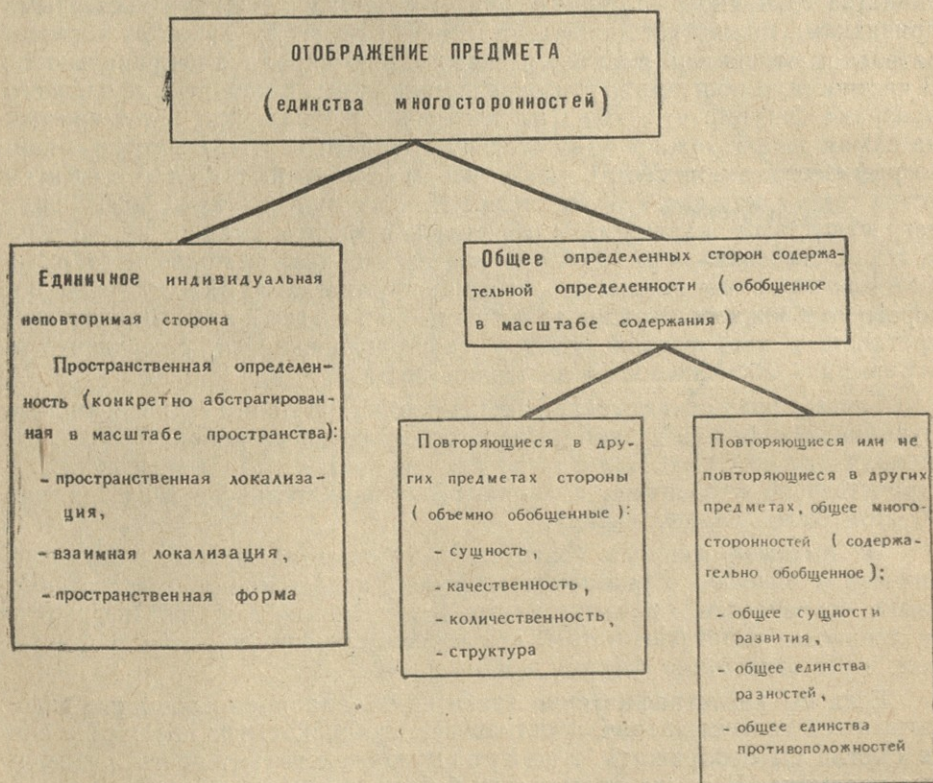 ОТОБРАЖЕНИЕ ПРЕДМЕТА
(единства многосторонностей)
Единичное индивидуальная
неповторимая сторона
Пространственная определен-
ность (конкретно абстрагирован-
ная в масштабе пространства):
- пространственная локализа-
ция,
- взаимная локализация,
- пространственная форма
Общее определенных сторон содержа-
тельной определенности ( обобщенное
в масштабе содержания )
Повторяющиеся в дру-
гих предметах стороны
( объемно обобщенные ):
- сущность,
- качественность,
- количественность,
- структура
Повторяющиеся или не
повторяющиеся в других
предметах, общее много-
сторонностей ( содержа-
тельно обобщенное ):
- общее сущности
развития,
- общее единства
разностей,
- общее единства
противоположностей